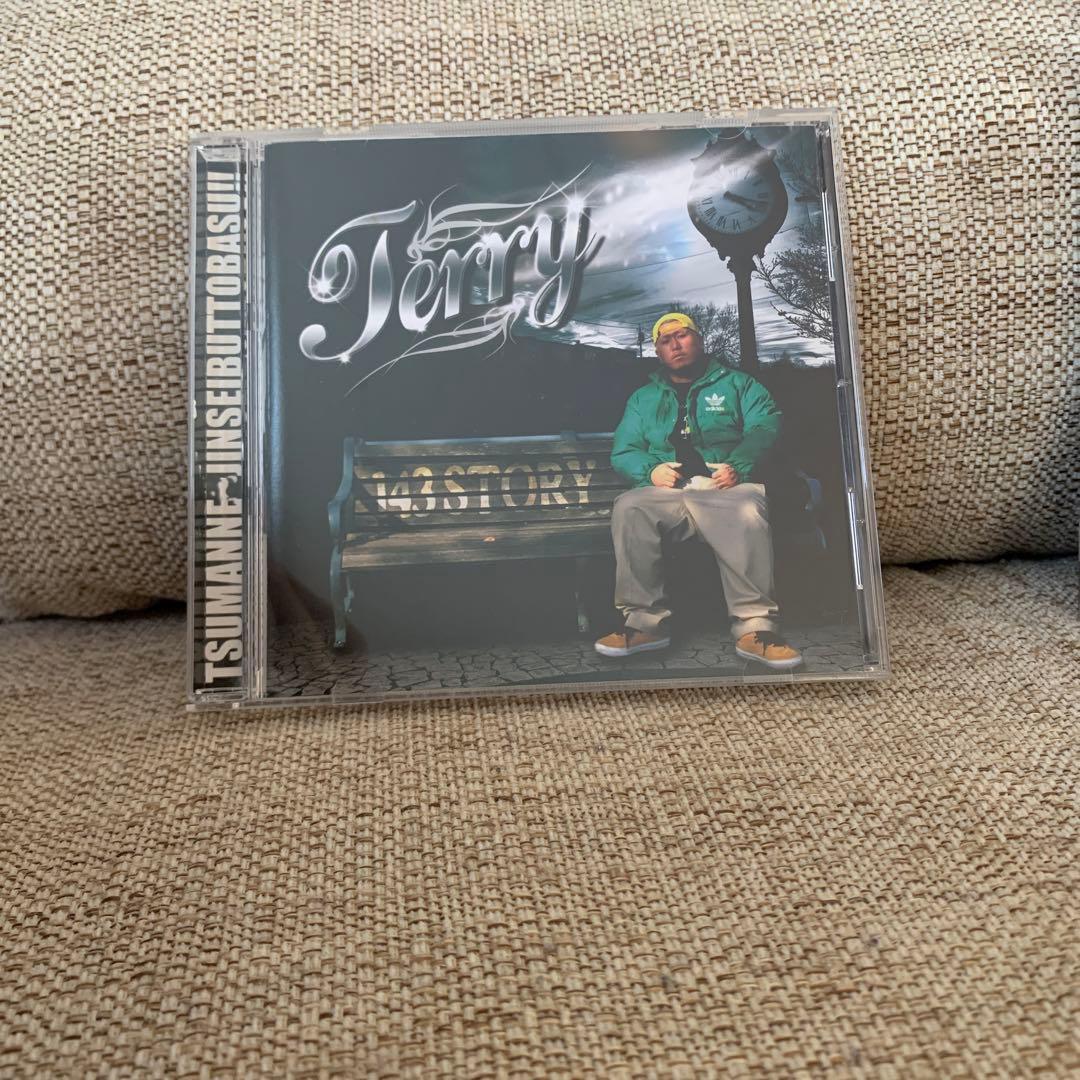 TSUMANNE-JINSEIBUTTOBASU!!!
Terry
143 STORY
adidas